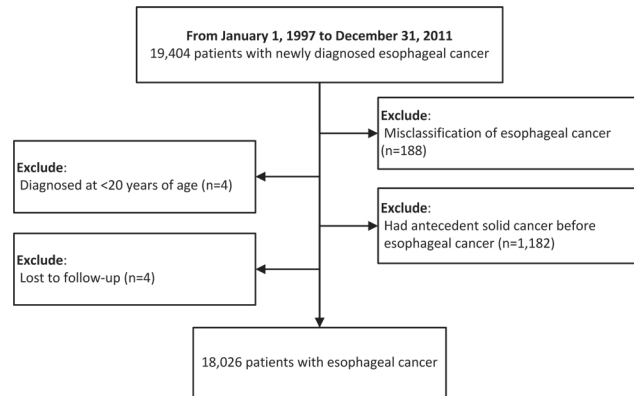 From January 1, 1997 to December 31, 2011
19,404 patients with newly diagnosed esophageal cancer
Exclude:
Misclassification of esophageal cancer
(n=188)
Exclude:
Diagnosed at <20 years of age (n=4)
Exclude:
Had antecedent solid cancer before
esophageal cancer (n=1,182)
Exclude:
Lost to follow-up (n=4)
18,026 patients with esophageal cancer